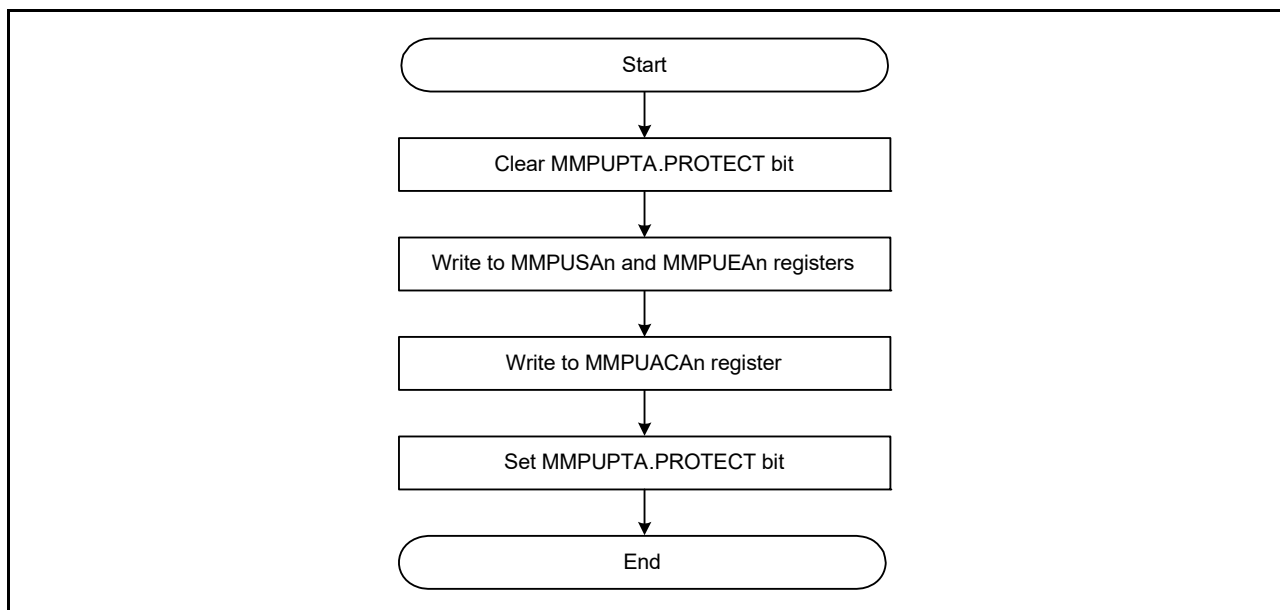 Start
Clear MMPUPTA.PROTECT bit
Write to MMPUSAn and MMPUEAn registers
Write to MMPUACAn register
Set MMPUPTA.PROTECT bit
End